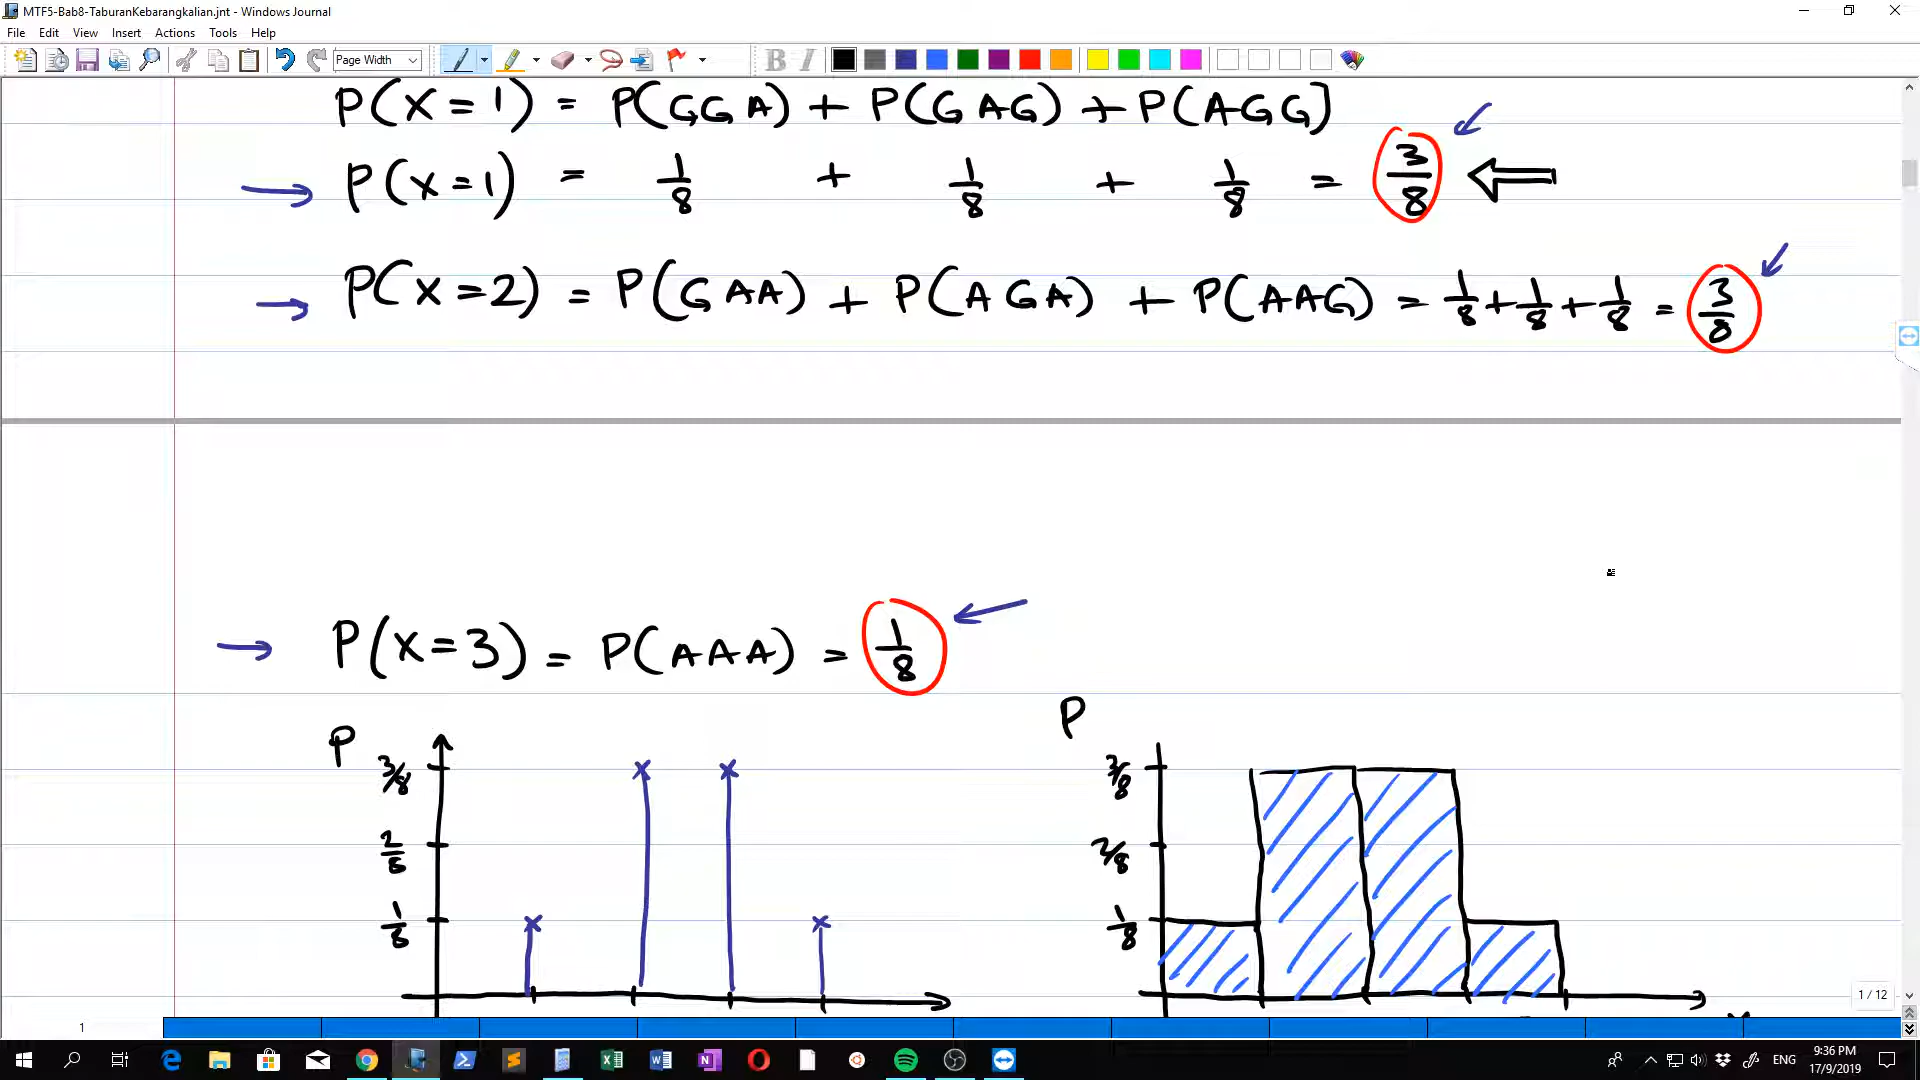 MTF5-Bab8-TaburanKebarangkalian.jnt - Windows Journal
File Edit View Insert Actions Tools Help
Page Width
B I
P(X = 1) = P(GGA) + P(GAG) + P(AGG)
P(X=1) = 1/8 + 1/8 + 1/8 = 3/8
P(X=2) = P(GAA) + P(AGA) + P(AAG) = 1/8 + 1/8 + 1/8 = 3/8
P(X=3) = P(AAA) = 1/8
P
3/8
2/8
1/8
P
3/8
2/8
1/8
1 / 12
1
ENG
9:36 PM
17/9/2019